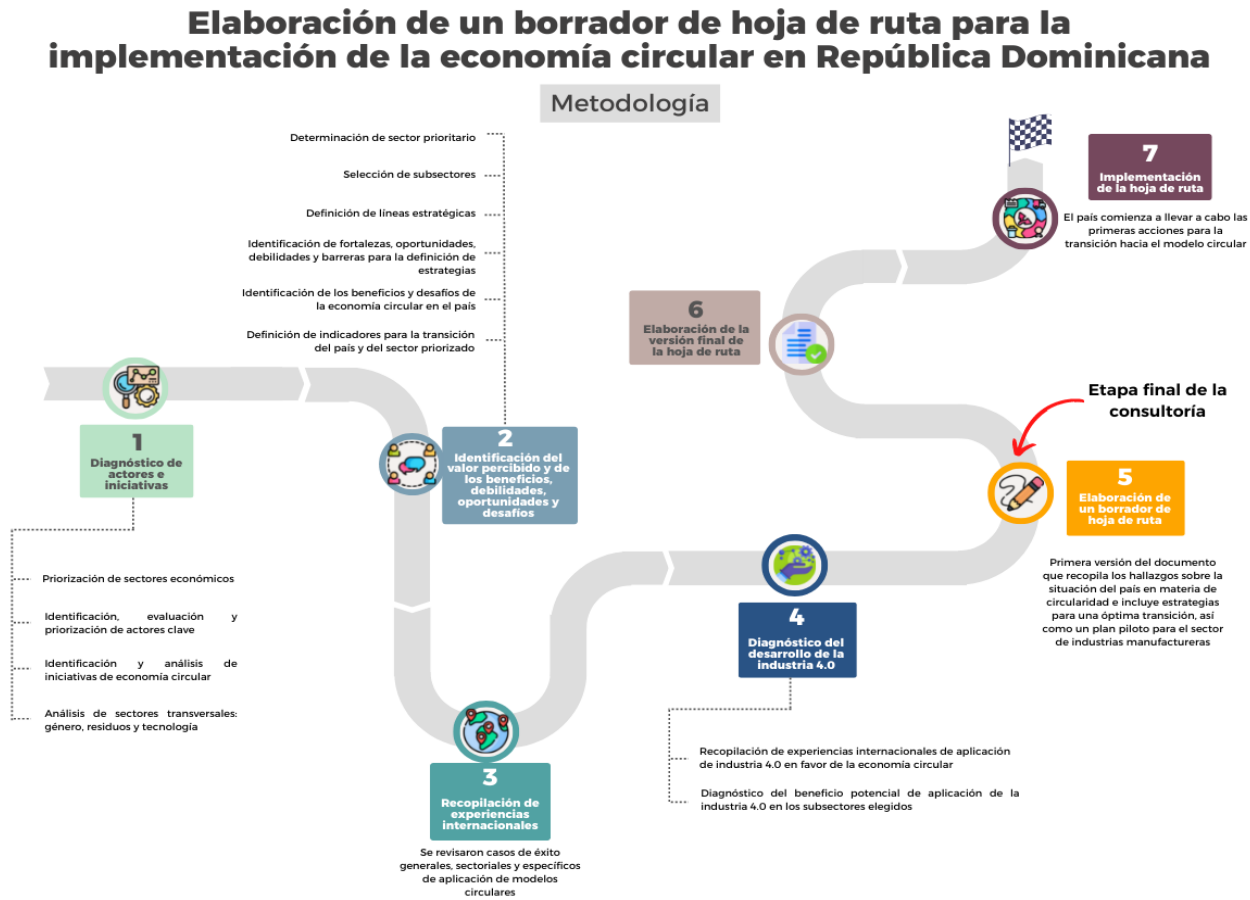 Elaboración de un borrador de hoja de ruta para la
implementación de la economía circular en República Dominicana
Metodología
Determinación de sector prioritario
Selección de subsectores
Definición de líneas estratégicas
Identificación de fortalezas, oportunidades,
debilidades y barreras para la definición de
estrategias
Identificación de los beneficios y desafíos de
la economía circular en el país
Definición de indicadores para la transición
del país y del sector priorizado
1
Diagnóstico de
actores e
iniciativas
Priorización de sectores económicos
Identificación, evaluación y
priorización de actores clave
Identificación y análisis de
iniciativas de economía circular
Análisis de sectores transversales:
género, residuos y tecnología
2
Identificación del
valor percibido y de
los beneficios,
debilidades,
oportunidades y
desafíos
3
Recopilación de
experiencias
internacionales
Se revisaron casos de éxito
generales, sectoriales y específicos
de aplicación de modelos
circulares
4
Diagnóstico del
desarrollo de la
industria 4.0
Recopilación de experiencias internacionales de aplicación
de industria 4.0 en favor de la economía circular
Diagnóstico del beneficio potencial de aplicación de la
industria 4.0 en los subsectores elegidos
Etapa final de la
consultoría
5
Elaboración de
un borrador de
hoja de ruta
Primera versión del documento
que recopila los hallazgos sobre la
situación del país en materia de
circularidad e incluye estrategias
para una óptima transición, así
como un plan piloto para el sector
de industrias manufactureras
6
Elaboración de la
versión final de
la hoja de ruta
7
Implementación
de la hoja de ruta
El país comienza a llevar a cabo las
primeras acciones para la
transición hacia el modelo circular